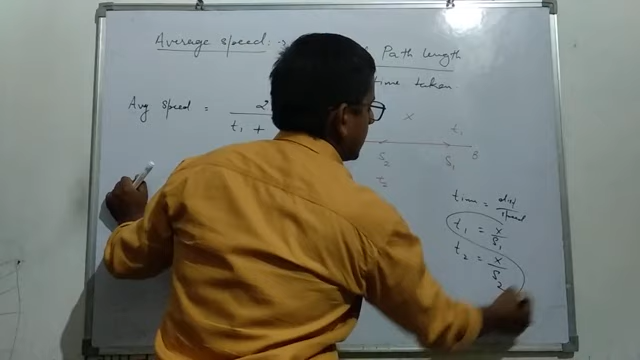 Average speed :→ Path length
time taken
Avg speed = 2
t₁ +
x t₁
S₂ S₁ B
t₂
time = dist/speed
t₁ = x/S₁
t₂ = x/S₂